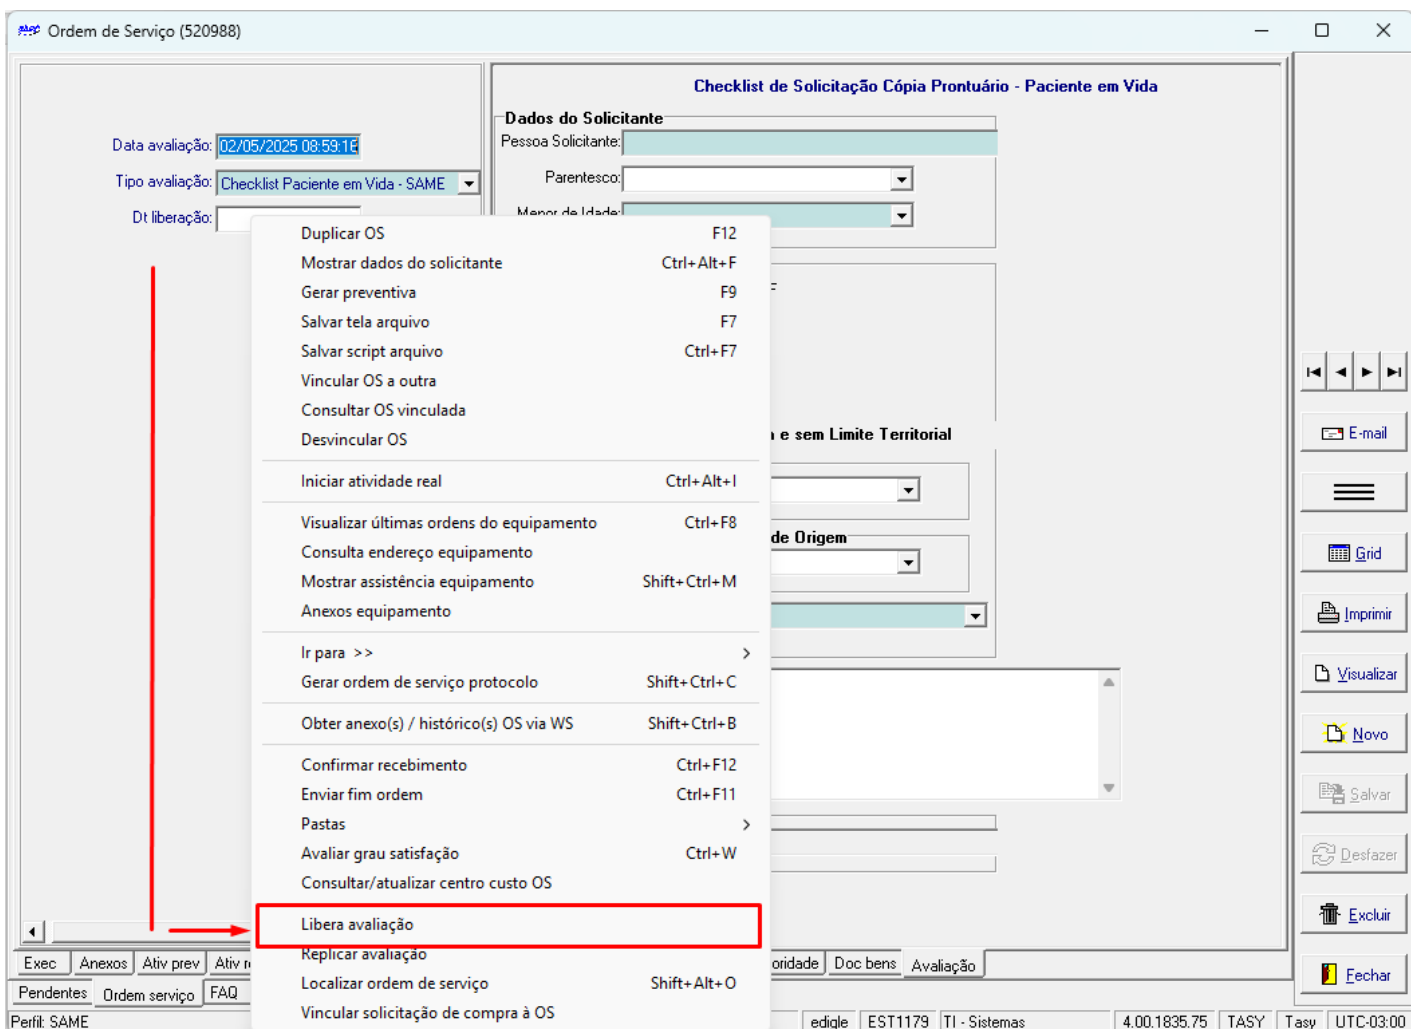 Ordem de Serviço (520988)
Checklist de Solicitação Cópia Prontuário - Paciente em Vida
Dados do Solicitante
Pessoa Solicitante:
Parentesco:
Menor de Idade:
Data avaliação: 02/05/2025 08:59:16
Tipo avaliação: Checklist Paciente em Vida - SAME
Dt liberação:
Duplicar OS F12
Mostrar dados do solicitante Ctrl+Alt+F
Gerar preventiva F9
Salvar tela arquivo F7
Salvar script arquivo Ctrl+F7
Vincular OS a outra
Consultar OS vinculada
Desvincular OS
Iniciar atividade real Ctrl+Alt+I
Visualizar últimas ordens do equipamento Ctrl+F8
Consulta endereço equipamento
Mostrar assistência equipamento Shift+Ctrl+M
Anexos equipamento
Ir para >>
Gerar ordem de serviço protocolo Shift+Ctrl+C
Obter anexo(s) / histórico(s) OS via WS Shift+Ctrl+B
Confirmar recebimento Ctrl+F12
Enviar fim ordem Ctrl+F11
Pastas
Avaliar grau satisfação Ctrl+W
Consultar/atualizar centro custo OS
Libera avaliação
Replicar avaliação
Localizar ordem de serviço Shift+Alt+O
Vincular solicitação de compra à OS
e sem Limite Territorial
de Origem
E-mail
Grid
Imprimir
Visualizar
Novo
Salvar
Desfazer
Excluir
Fechar
Exec Anexos Ativ prev Ativ r oridade Doc bens Avaliação
Pendentes Ordem serviço FAQ
Perfil: SAME edigle EST1179 TI - Sistemas 4.00.1835.75 TASY Tasy UTC-03:00